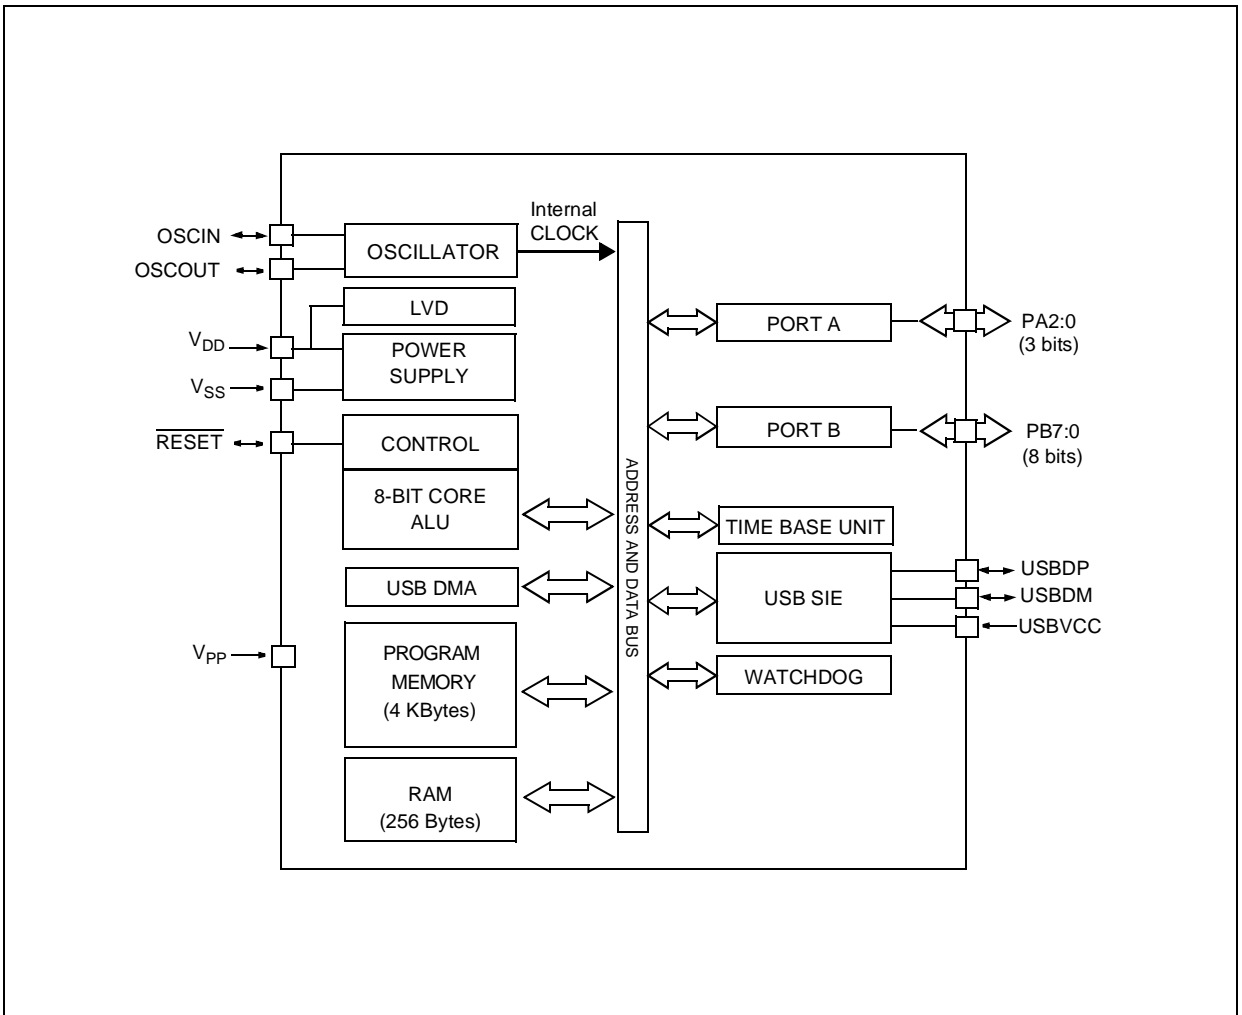 Internal
CLOCK
OSCIN
OSCOUT
OSCILLATOR
LVD
VDD
POWER
SUPPLY
VSS
RESET
CONTROL
8-BIT CORE
ALU
USB DMA
VPP
PROGRAM
MEMORY
(4 KBytes)
RAM
(256 Bytes)
ADDRESS AND DATA BUS
PORT A
PA2:0
(3 bits)
PORT B
PB7:0
(8 bits)
TIME BASE UNIT
USB SIE
USBDP
USBDM
USBVCC
WATCHDOG